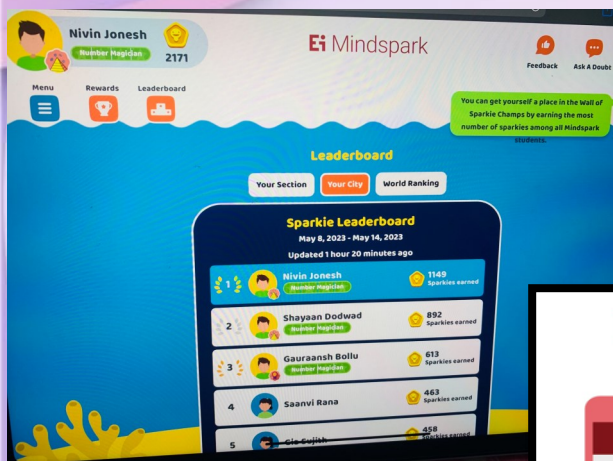 Nivin Jonesh
Number Magician
2171
Ei Mindspark
Feedback
Ask A Doubt
Menu
Rewards
Leaderboard
You can get yourself a place in the Wall of
Sparkie Champs by earning the most
number of sparkies among all Mindspark
students.
Leaderboard
Your Section
Your City
World Ranking
Sparkie Leaderboard
May 8, 2023 - May 14, 2023
Updated 1 hour 20 minutes ago
1
Nivin Jonesh
Number Magician
1149
Sparkies earned
2
Shayaan Dodwad
Number Magician
892
Sparkies earned
3
Gauraansh Bollu
Number Magician
613
Sparkies earned
4
Saanvi Rana
463
Sparkies earned
5
Gujith
458
Sparkies earned